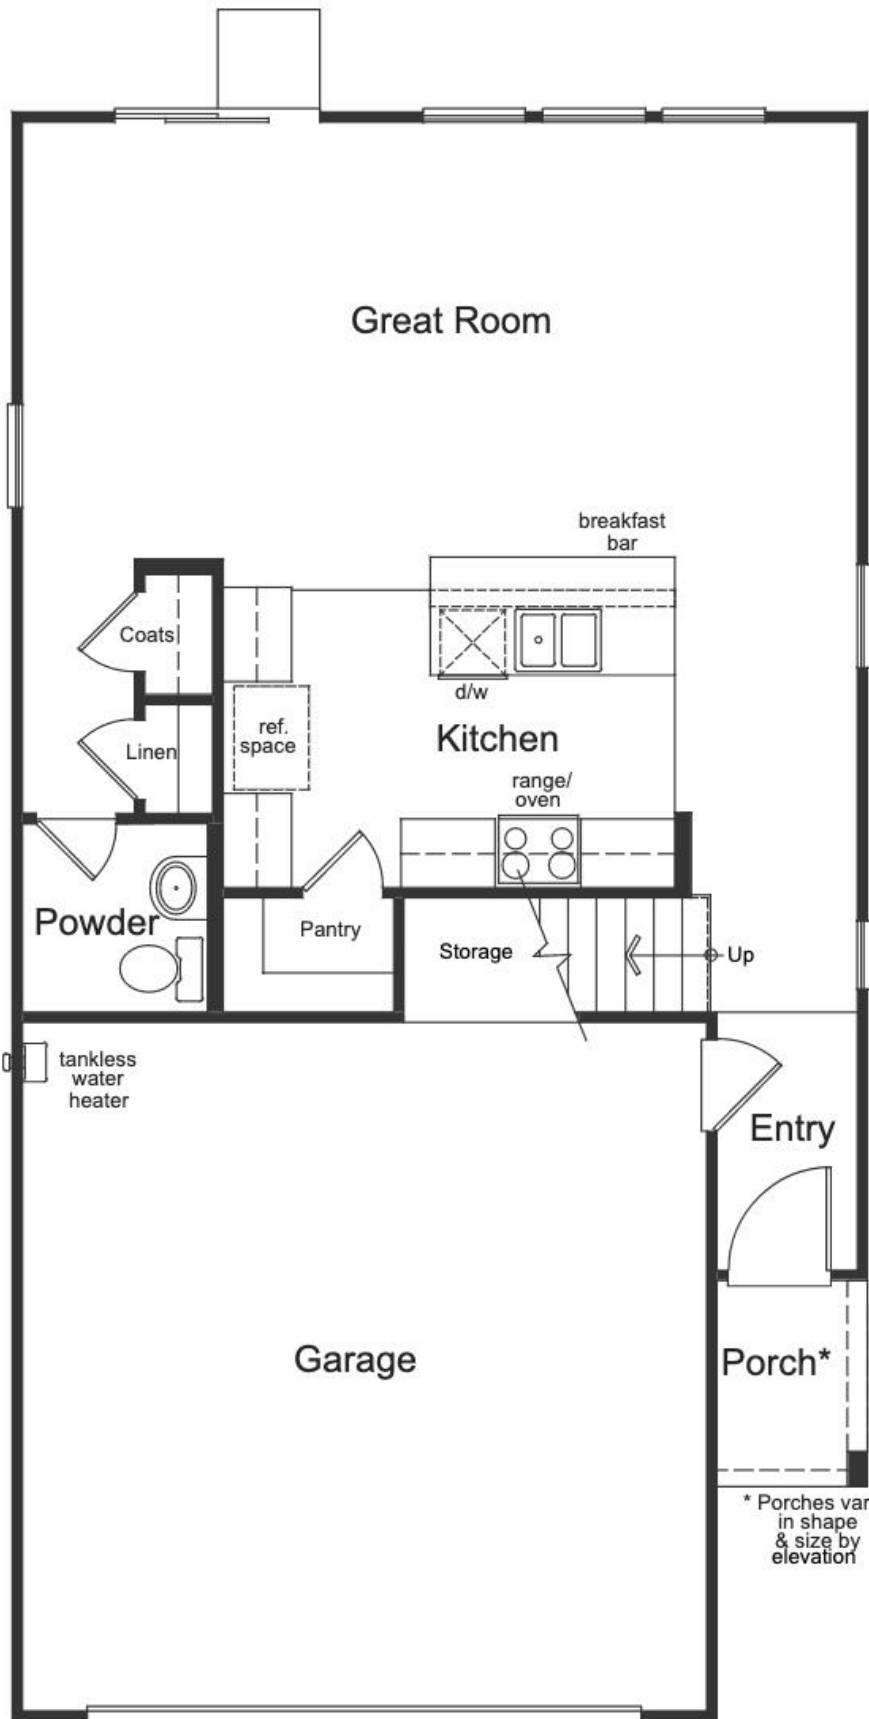 Great Room
breakfast
bar
Coats
d/w
ref.
space
Kitchen
Linen
range/
oven
Powder
Pantry
Storage
Up
tankless
water
heater
Entry
Garage
Porch*
* Porches var
in shape
& size by
elevation